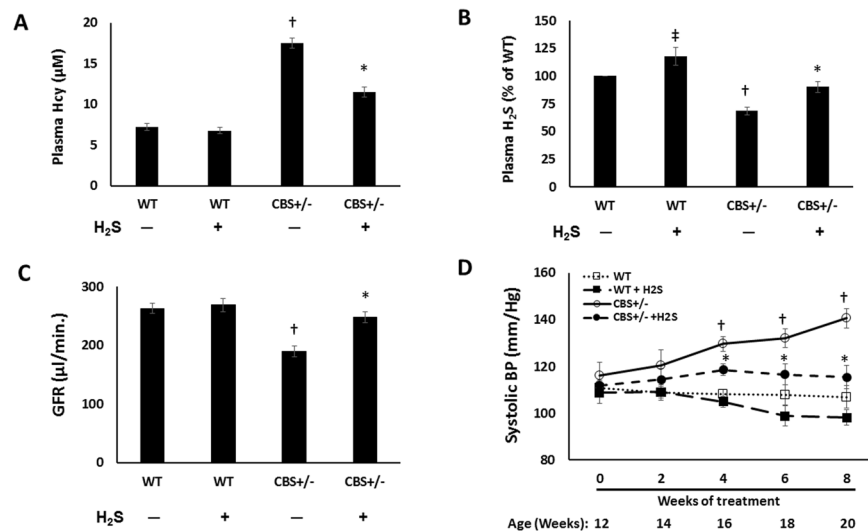 A
Plasma Hcy (µM)
20
15
10
5
0
†
*
WT
WT
CBS+/-
CBS+/-
H₂S
—
+
—
+
B
Plasma H₂S (% of WT)
150
125
100
75
50
25
0
‡
†
*
WT
WT
CBS+/-
CBS+/-
H₂S
—
+
—
+
C
GFR (µl/min.)
300
200
100
0
†
*
WT
WT
CBS+/-
CBS+/-
H₂S
—
+
—
+
D
Systolic BP (mm/Hg)
160
140
120
100
80
WT
WT + H2S
CBS+/-
CBS+/- +H2S
† † †
* * *
0 2 4 6 8
Weeks of treatment
Age (Weeks): 12 14 16 18 20